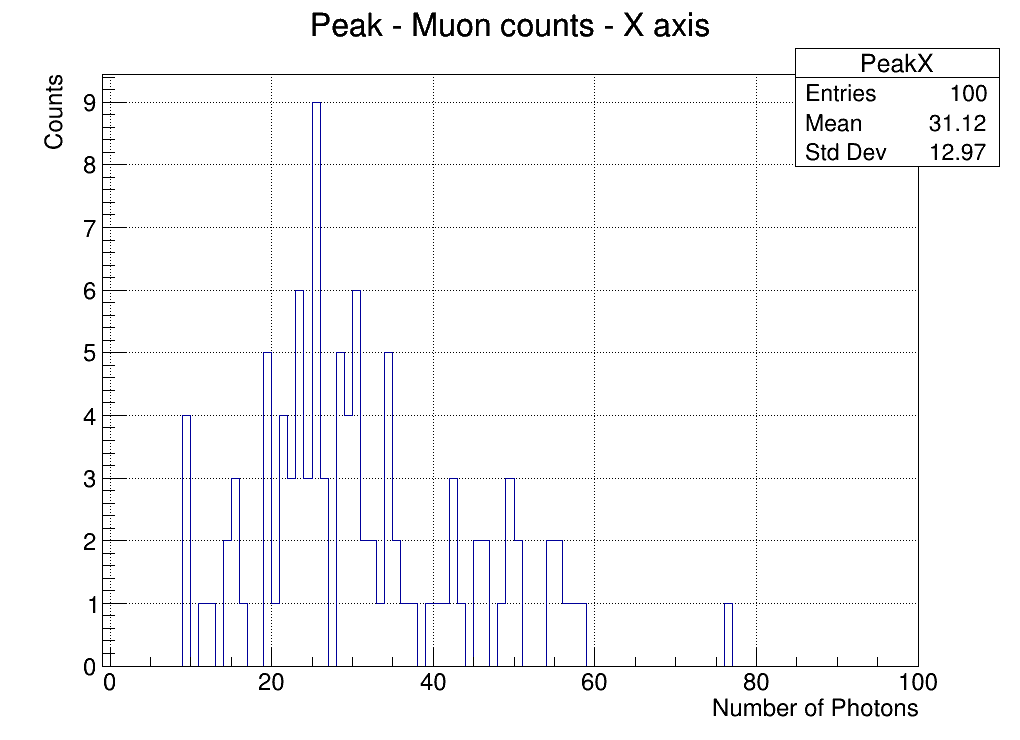 Peak - Muon counts - X axis
PeakX
Entries 100
Mean 31.12
Std Dev 12.97
Counts
9
8
7
6
5
4
3
2
1
0
0 20 40 60 80 100
Number of Photons